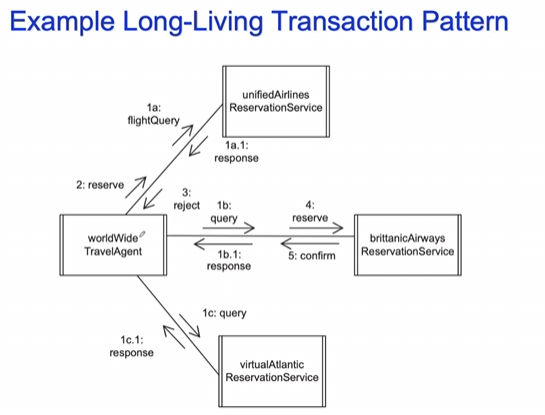 Example Long-Living Transaction Pattern
unifiedAirlines
ReservationService
1a:
flightQuery
1a.1:
response
2: reserve
3:
reject
1b:
query
4:
reserve
worldWide
TravelAgent
brittanicAirways
ReservationService
1b.1:
response
5: confirm
1c: query
1c.1:
response
virtualAtlantic
ReservationService